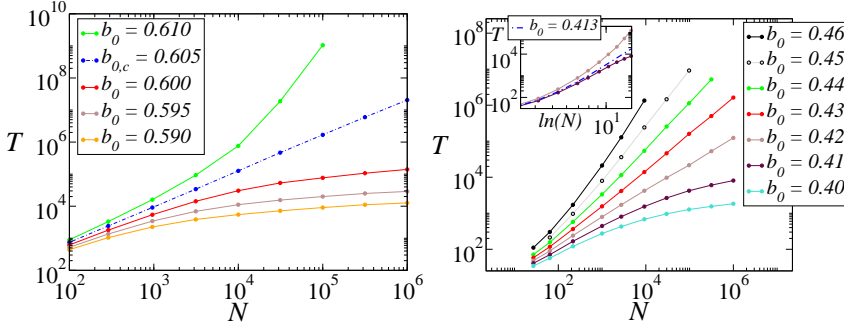 10^12
10^10
10^8
10^6
10^4
10^2
T
b_0 = 0.610
b_{0,c} = 0.605
b_0 = 0.600
b_0 = 0.595
b_0 = 0.590
10^2
10^3
10^4
10^5
10^6
N
T
b_0 = 0.413
10^4
10^2
ln(N)
10^1
10^8
10^6
10^4
10^2
T
b_0 = 0.46
b_0 = 0.45
b_0 = 0.44
b_0 = 0.43
b_0 = 0.42
b_0 = 0.41
b_0 = 0.40
10^2
10^4
10^6
N